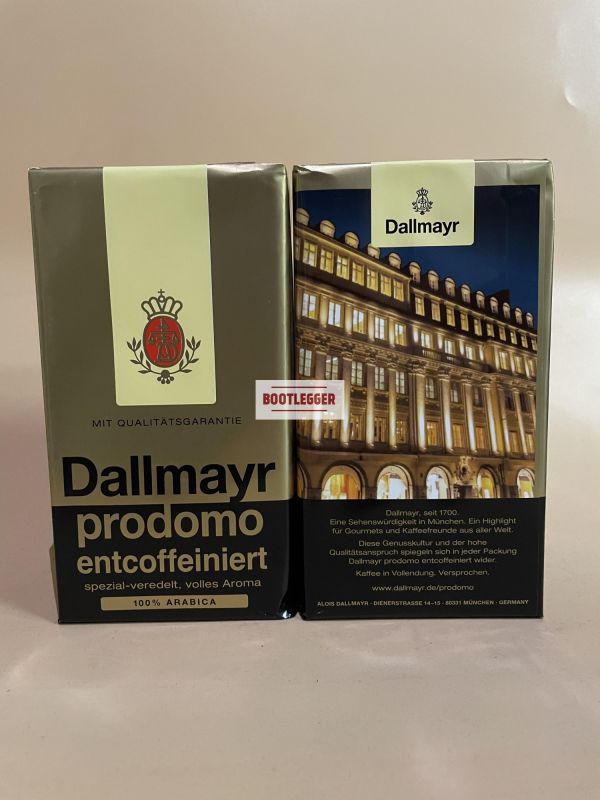 MIT QUALITÄTSGARANTIE
Dallmayr
prodomo
entcoffeiniert
spezial-veredelt, volles Aroma
100% ARABICA
BOOTLEGGER
Dallmayr
Dallmayr, seit 1700.
Eine Sehenswürdigkeit in München. Ein Highlight
für Gourmets und Kaffeefreunde aus aller Welt.
Diese Genusskultur und der hohe
Qualitätsanspruch spiegeln sich in jeder Packung
Dallmayr prodomo entcoffeiniert wider.
Kaffee in Vollendung. Versprochen.
www.dallmayr.de/prodomo
ALOIS DALLMAYR · DIENERSTRASSE 14–15 · 80331 MÜNCHEN · GERMANY